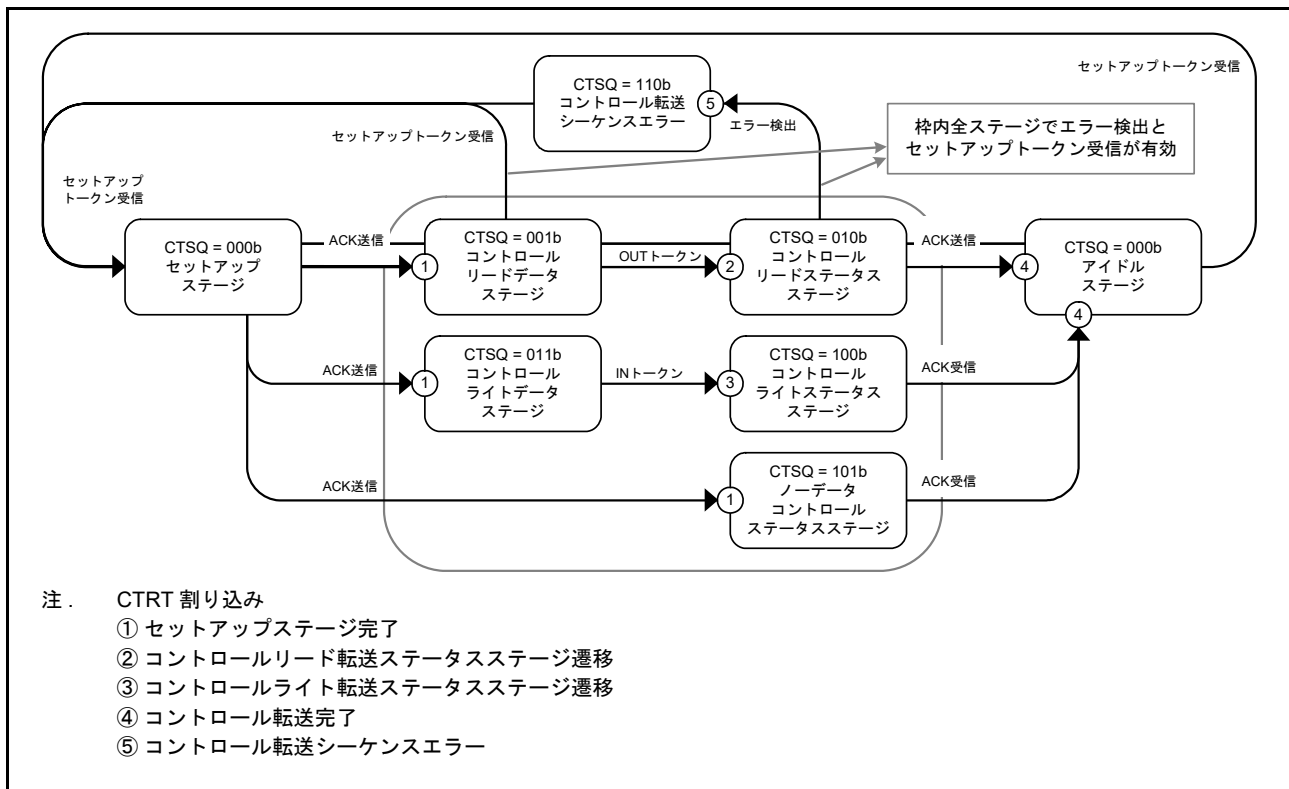 セットアップトークン受信
CTSQ = 110b
コントロール転送
シーケンスエラー
5
エラー検出
セットアップトークン受信
枠内全ステージでエラー検出と
セットアップトークン受信が有効
セットアップ
トークン受信
CTSQ = 000b
セットアップ
ステージ
ACK送信
1
CTSQ = 001b
コントロール
リードデータ
ステージ
OUTトークン
2
CTSQ = 010b
コントロール
リードステータス
ステージ
ACK送信
4
CTSQ = 000b
アイドル
ステージ
4
ACK送信
1
CTSQ = 011b
コントロール
ライトデータ
ステージ
INトークン
3
CTSQ = 100b
コントロール
ライトステータス
ステージ
ACK受信
ACK送信
1
CTSQ = 101b
ノーデータ
コントロール
ステータスステージ
ACK受信
注 . CTRT 割り込み
① セットアップステージ完了
② コントロールリード転送ステータスステージ遷移
③ コントロールライト転送ステータスステージ遷移
④ コントロール転送完了
⑤ コントロール転送シーケンスエラー